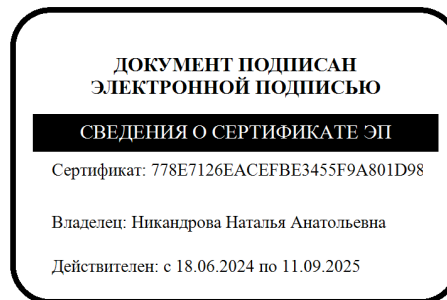 ДОКУМЕНТ ПОДПИСАН
ЭЛЕКТРОННОЙ ПОДПИСЬЮ
СВЕДЕНИЯ О СЕРТИФИКАТЕ ЭП
Сертификат: 778E7126EACEFBE3455F9A801D98
Владелец: Никандрова Наталья Анатольевна
Действителен: с 18.06.2024 по 11.09.2025